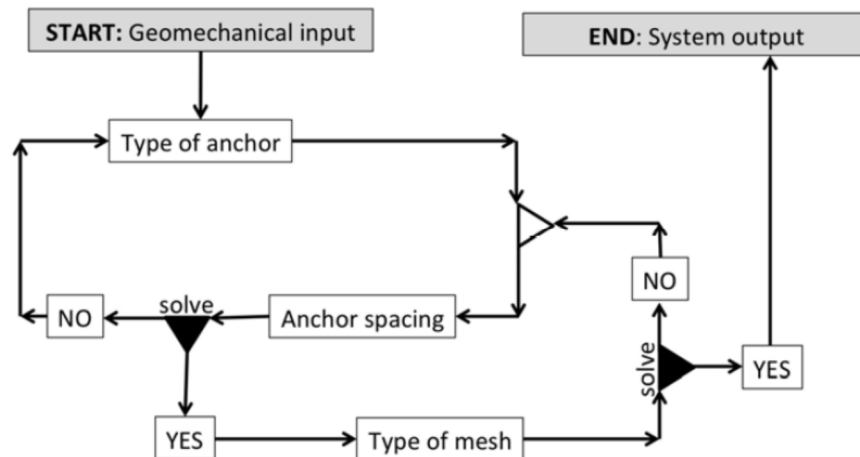 START: Geomechanical input
END: System output
Type of anchor
NO
solve
Anchor spacing
NO
solve
YES
YES
Type of mesh